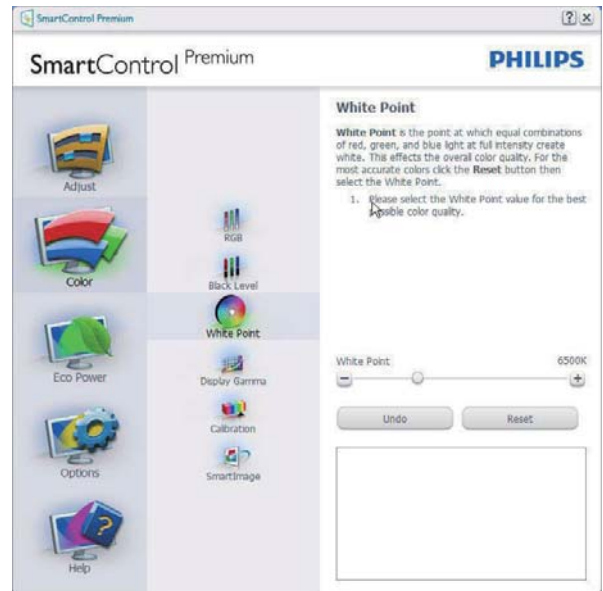 SmartControl Premium
? x
SmartControl Premium
PHILIPS
Adjust
Color
Eco Power
Options
Help
RGB
Black Level
White Point
Display Gamma
Calibration
SmartImage
White Point
White Point is the point at which equal combinations
of red, green, and blue light at full intensity create
white. This effects the overall color quality. For the
most accurate colors click the Reset button then
select the White Point.
1. Please select the White Point value for the best
color quality.
White Point 6500K
- +
Undo Reset